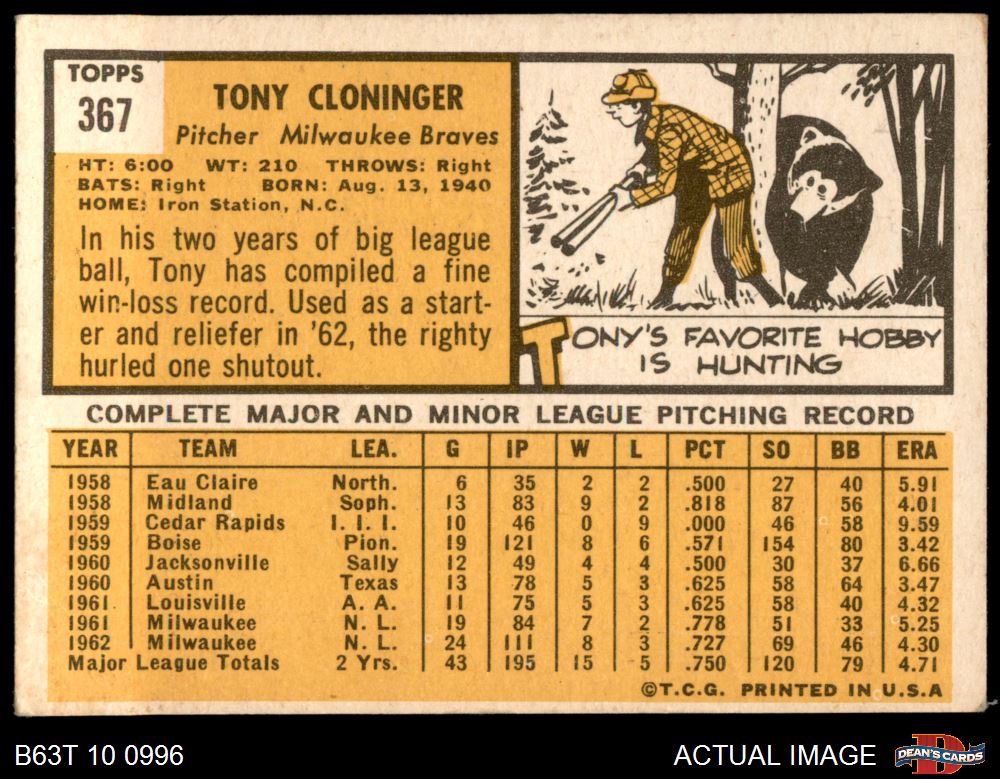 TOPPS
367
TONY CLONINGER
Pitcher Milwaukee Braves
HT: 6:00 WT: 210 THROWS: Right
BATS: Right BORN: Aug. 13, 1940
HOME: Iron Station, N.C.
In his two years of big league
ball, Tony has compiled a fine
win-loss record. Used as a start-
er and reliefer in '62, the righty
hurled one shutout.
TONY'S FAVORITE HOBBY
IS HUNTING
COMPLETE MAJOR AND MINOR LEAGUE PITCHING RECORD
YEAR TEAM LEA. G IP W L PCT SO BB ERA
1958 Eau Claire North. 6 35 2 2 .500 27 40 5.91
1958 Midland Soph. 13 83 9 2 .818 87 56 4.01
1959 Cedar Rapids I. I. I. 10 46 0 9 .000 46 58 9.59
1959 Boise Pion. 19 121 8 6 .571 154 80 3.42
1960 Jacksonville Sally 12 49 4 4 .500 30 37 6.66
1960 Austin Texas 13 78 5 3 .625 58 64 3.47
1961 Louisville A. A. 11 75 5 3 .625 58 40 4.32
1961 Milwaukee N. L. 19 84 7 2 .778 51 33 5.25
1962 Milwaukee N. L. 24 111 8 3 .727 69 46 4.30
Major League Totals 2 Yrs. 43 195 15 5 .750 120 79 4.71
©T.C.G. PRINTED IN U.S.A
B63T 10 0996
ACTUAL IMAGE
DEAN'S CARDS